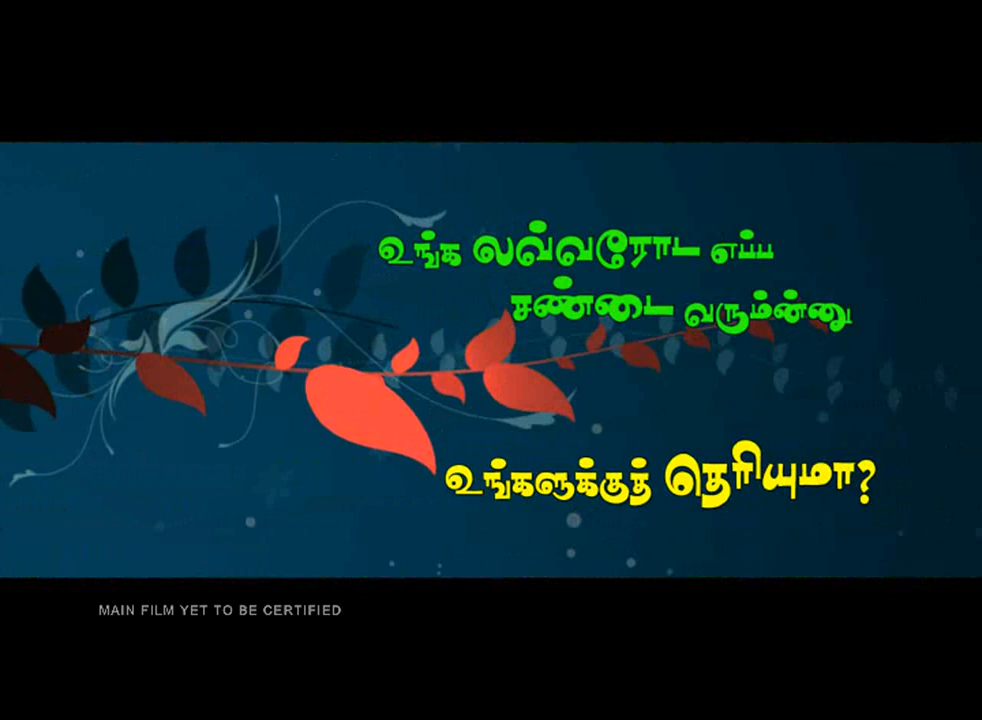 உங்க லவ்வரோட எப்ப
சண்டை வரும்ன்னு
உங்களுக்குத் தெரியுமா?
MAIN FILM YET TO BE CERTIFIED